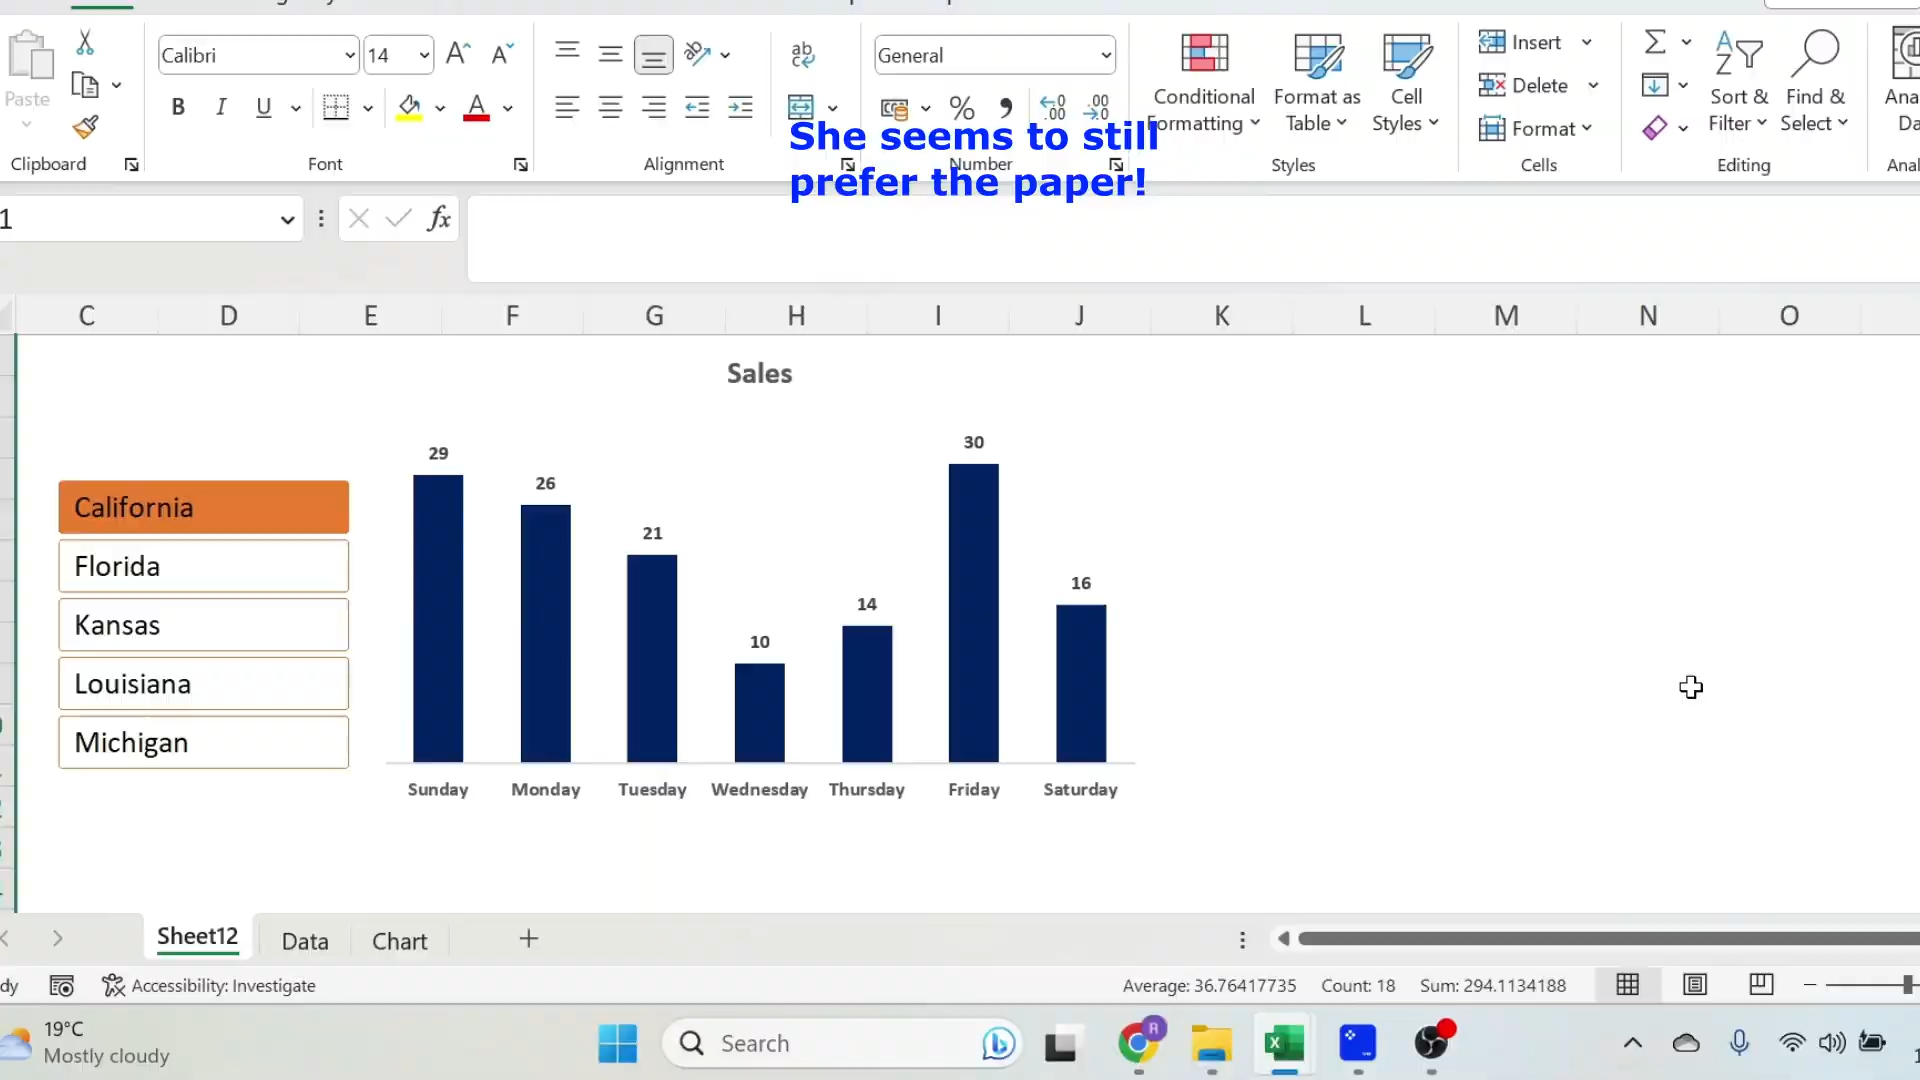 Calibri
14
General
Paste
B I U
A
ab
Insert
Delete
Format
Conditional
Formatting
Format as
Table
Cell
Styles
Sort &
Filter
Find &
Select
Clipboard
Font
Alignment
Number
Styles
Cells
Editing
She seems to still
prefer the paper!
1
fx
C D E F G H I J K L M N O
Sales
California
Florida
Kansas
Louisiana
Michigan
29
26
21
10
14
30
16
Sunday Monday Tuesday Wednesday Thursday Friday Saturday
Sheet12 Data Chart
Accessibility: Investigate
Average: 36.76417735 Count: 18 Sum: 294.1134188
19°C
Mostly cloudy
Search
R